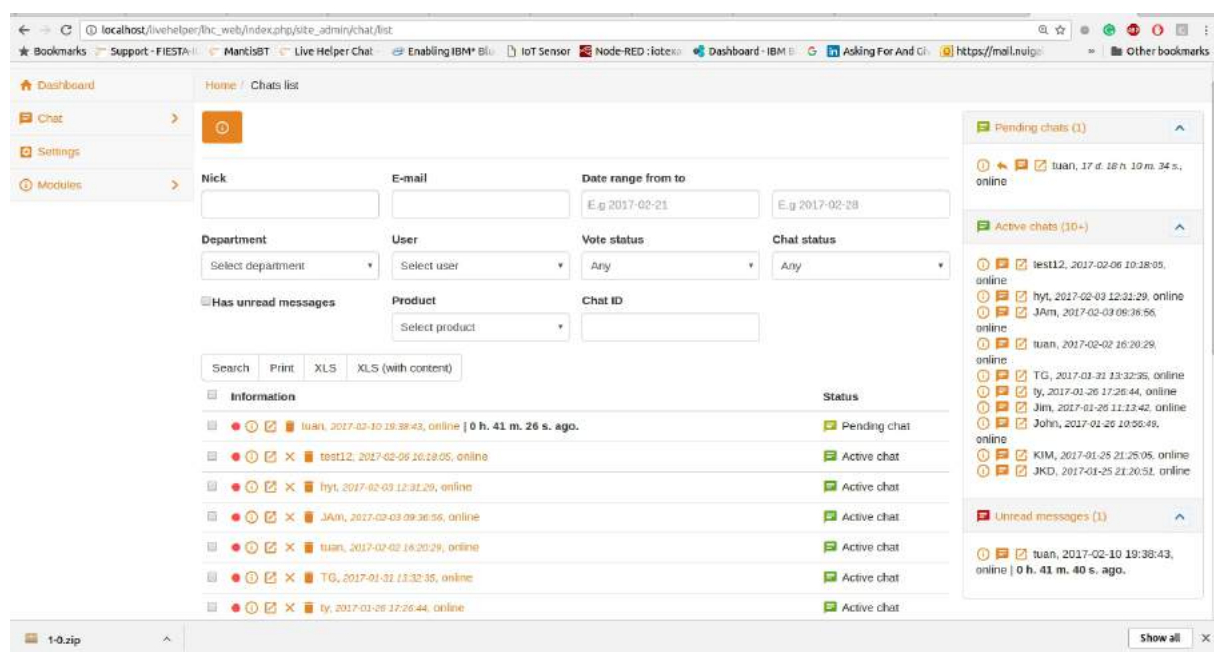 localhost/livehelper/lhc_web/index.php/site_admin/chat/list
Bookmarks Support - FIESTA-I MantisBT Live Helper Chat Enabling IBM® Blu IoT Sensor Node-RED : iotexa Dashboard - IBM B Asking For And Gi https://mail.nuiga » Other bookmarks
Dashboard
Chat
Settings
Modules
Home / Chats list
Nick E-mail Date range from to
E.g 2017-02-21 E.g 2017-02-28
Department User Vote status Chat status
Select department Select user Any Any
Has unread messages Product Chat ID
Select product
Search Print XLS XLS (with content)
Information Status
tuan, 2017-02-10 19:38:43, online | 0 h. 41 m. 26 s. ago. Pending chat
test12, 2017-02-06 10:18:05, online Active chat
hyt, 2017-02-03 12:31:29, online Active chat
JAm, 2017-02-03 09:36:56, online Active chat
tuan, 2017-02-02 16:20:29, online Active chat
TG, 2017-01-31 13:32:35, online Active chat
ty, 2017-01-26 17:26:44, online Active chat
Pending chats (1)
tuan, 17 d. 18 h. 10 m. 34 s.,
online
Active chats (10+)
test12, 2017-02-06 10:18:05,
online
hyt, 2017-02-03 12:31:29, online
JAm, 2017-02-03 09:36:56,
online
tuan, 2017-02-02 16:20:29,
online
TG, 2017-01-31 13:32:35, online
ty, 2017-01-26 17:26:44, online
Jim, 2017-01-26 11:13:42, online
John, 2017-01-26 10:56:49,
online
KIM, 2017-01-25 21:25:05, online
JKD, 2017-01-25 21:20:51, online
Unread messages (1)
tuan, 2017-02-10 19:38:43,
online | 0 h. 41 m. 40 s. ago.
1-0.zip Show all